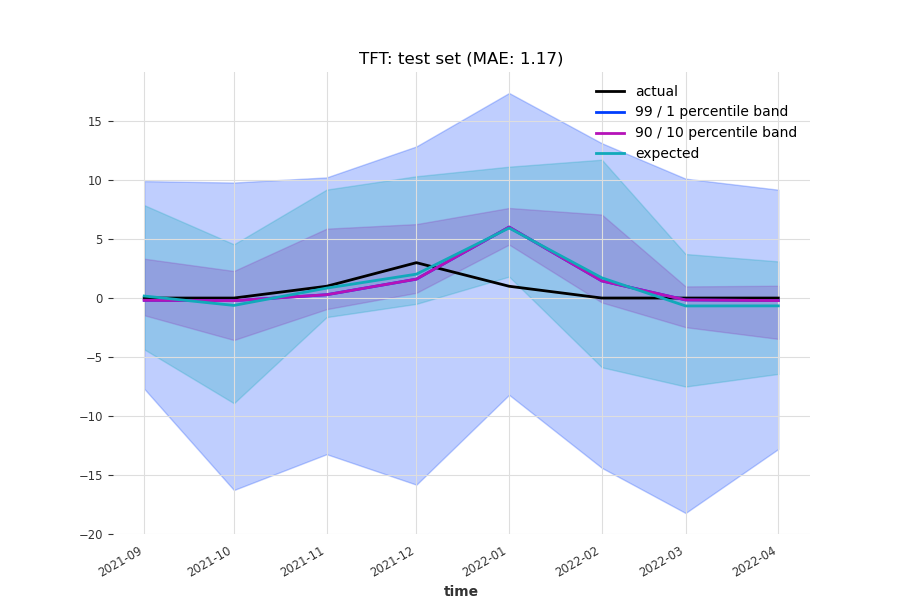 TFT: test set (MAE: 1.17)
actual
99 / 1 percentile band
90 / 10 percentile band
expected
15
10
5
0
−5
−10
−15
−20
2021-09
2021-10
2021-11
2021-12
2022-01
2022-02
2022-03
2022-04
time